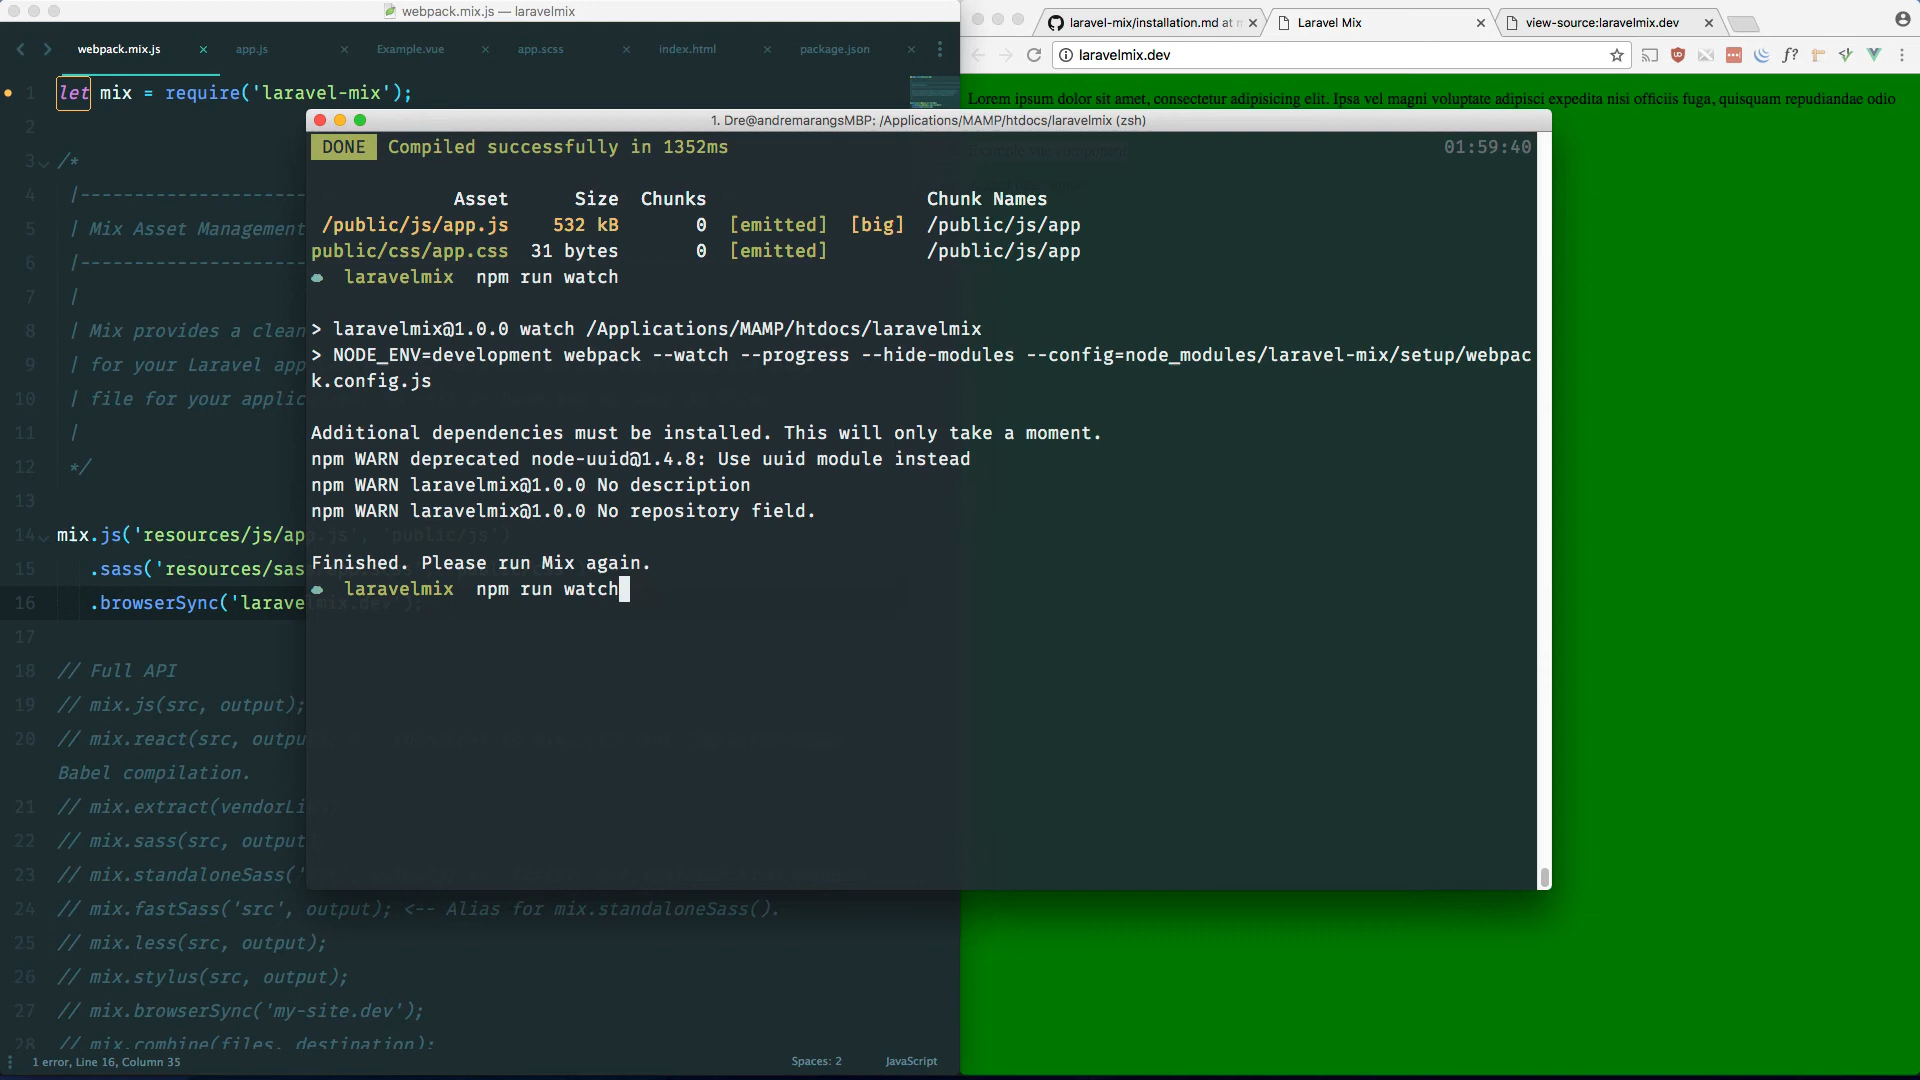 webpack.mix.js — laravelmix
webpack.mix.js
app.js
Example.vue
app.scss
index.html
package.json
1 let mix = require('laravel-mix');
2
3 /*
4 |-----------------------
5 | Mix Asset Management
6 |-----------------------
7 |
8 | Mix provides a clean
9 | for your Laravel app
10 | file for your applic
11 |
12 */
13
14 mix.js('resources/js/app.js', 'public/js')
15 .sass('resources/sas
16 .browserSync('laravelmix.dev');
17
18 // Full API
19 // mix.js(src, output);
20 // mix.react(src, output
Babel compilation.
21 // mix.extract(vendorLi
22 // mix.sass(src, output
23 // mix.standaloneSass('
24 // mix.fastSass('src', output); <-- Alias for mix.standaloneSass().
25 // mix.less(src, output);
26 // mix.stylus(src, output);
27 // mix.browserSync('my-site.dev');
28 // mix.combine(files, destination);
1 error, Line 16, Column 35
Spaces: 2
JavaScript
1. Dre@andremarangsMBP: /Applications/MAMP/htdocs/laravelmix (zsh)
DONE Compiled successfully in 1352ms 01:59:40
Asset Size Chunks Chunk Names
/public/js/app.js 532 kB 0 [emitted] [big] /public/js/app
public/css/app.css 31 bytes 0 [emitted] /public/js/app
laravelmix npm run watch
> laravelmix@1.0.0 watch /Applications/MAMP/htdocs/laravelmix
> NODE_ENV=development webpack --watch --progress --hide-modules --config=node_modules/laravel-mix/setup/webpac
k.config.js
Additional dependencies must be installed. This will only take a moment.
npm WARN deprecated node-uuid@1.4.8: Use uuid module instead
npm WARN laravelmix@1.0.0 No description
npm WARN laravelmix@1.0.0 No repository field.
Finished. Please run Mix again.
laravelmix npm run watch
laravel-mix/installation.md at m
Laravel Mix
view-source:laravelmix.dev
laravelmix.dev
f?
Lorem ipsum dolor sit amet, consectetur adipisicing elit. Ipsa vel magni voluptate adipisci expedita nisi officiis fuga, quisquam repudiandae odio
Example vue component